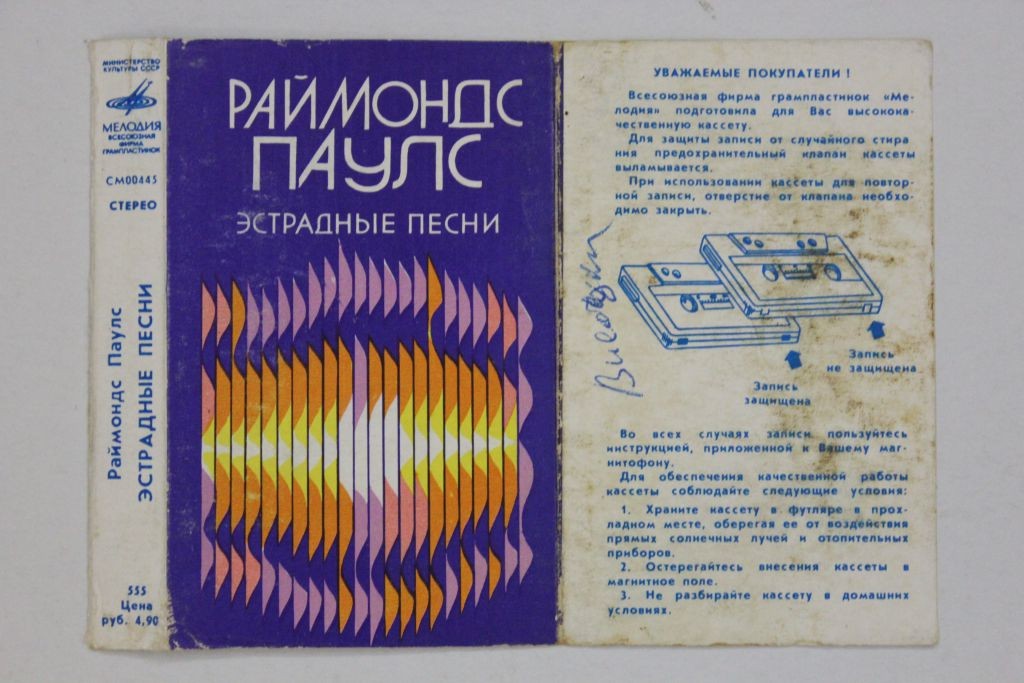 МИНИСТЕРСТВО
КУЛЬТУРЫ СССР
МЕЛОДИЯ
ВСЕСОЮЗНАЯ
ФИРМА
ГРАМПЛАСТИНОК
СМ00445
СТЕРЕО
Раймондс Паулс
ЭСТРАДНЫЕ ПЕСНИ
555
Цена
руб. 4,90
РАЙМОНДС
ПАУЛС
ЭСТРАДНЫЕ ПЕСНИ
УВАЖАЕМЫЕ ПОКУПАТЕЛИ !
Всесоюзная фирма грампластинок «Ме-
лодия» подготовила для Вас высокока-
чественную кассету.
Для защиты записи от случайного стира
ния предохранительный клапан кассеты
выламывается.
При использовании кассеты для повтор-
ной записи, отверстие от клапана необхо-
димо закрыть.
Запись
не защищена
Запись
защищена
Во всех случаях записи пользуйтесь
инструкцией, приложенной к Вашему маг-
нитофону.
Для обеспечения качественной работы
кассеты соблюдайте следующие условия:
1. Храните кассету в футляре в прох-
ладном месте, оберегая ее от воздействия
прямых солнечных лучей и отопительных
приборов.
2. Остерегайтесь внесения кассеты в
магнитное поле.
3. Не разбирайте кассету в домашних
условиях.